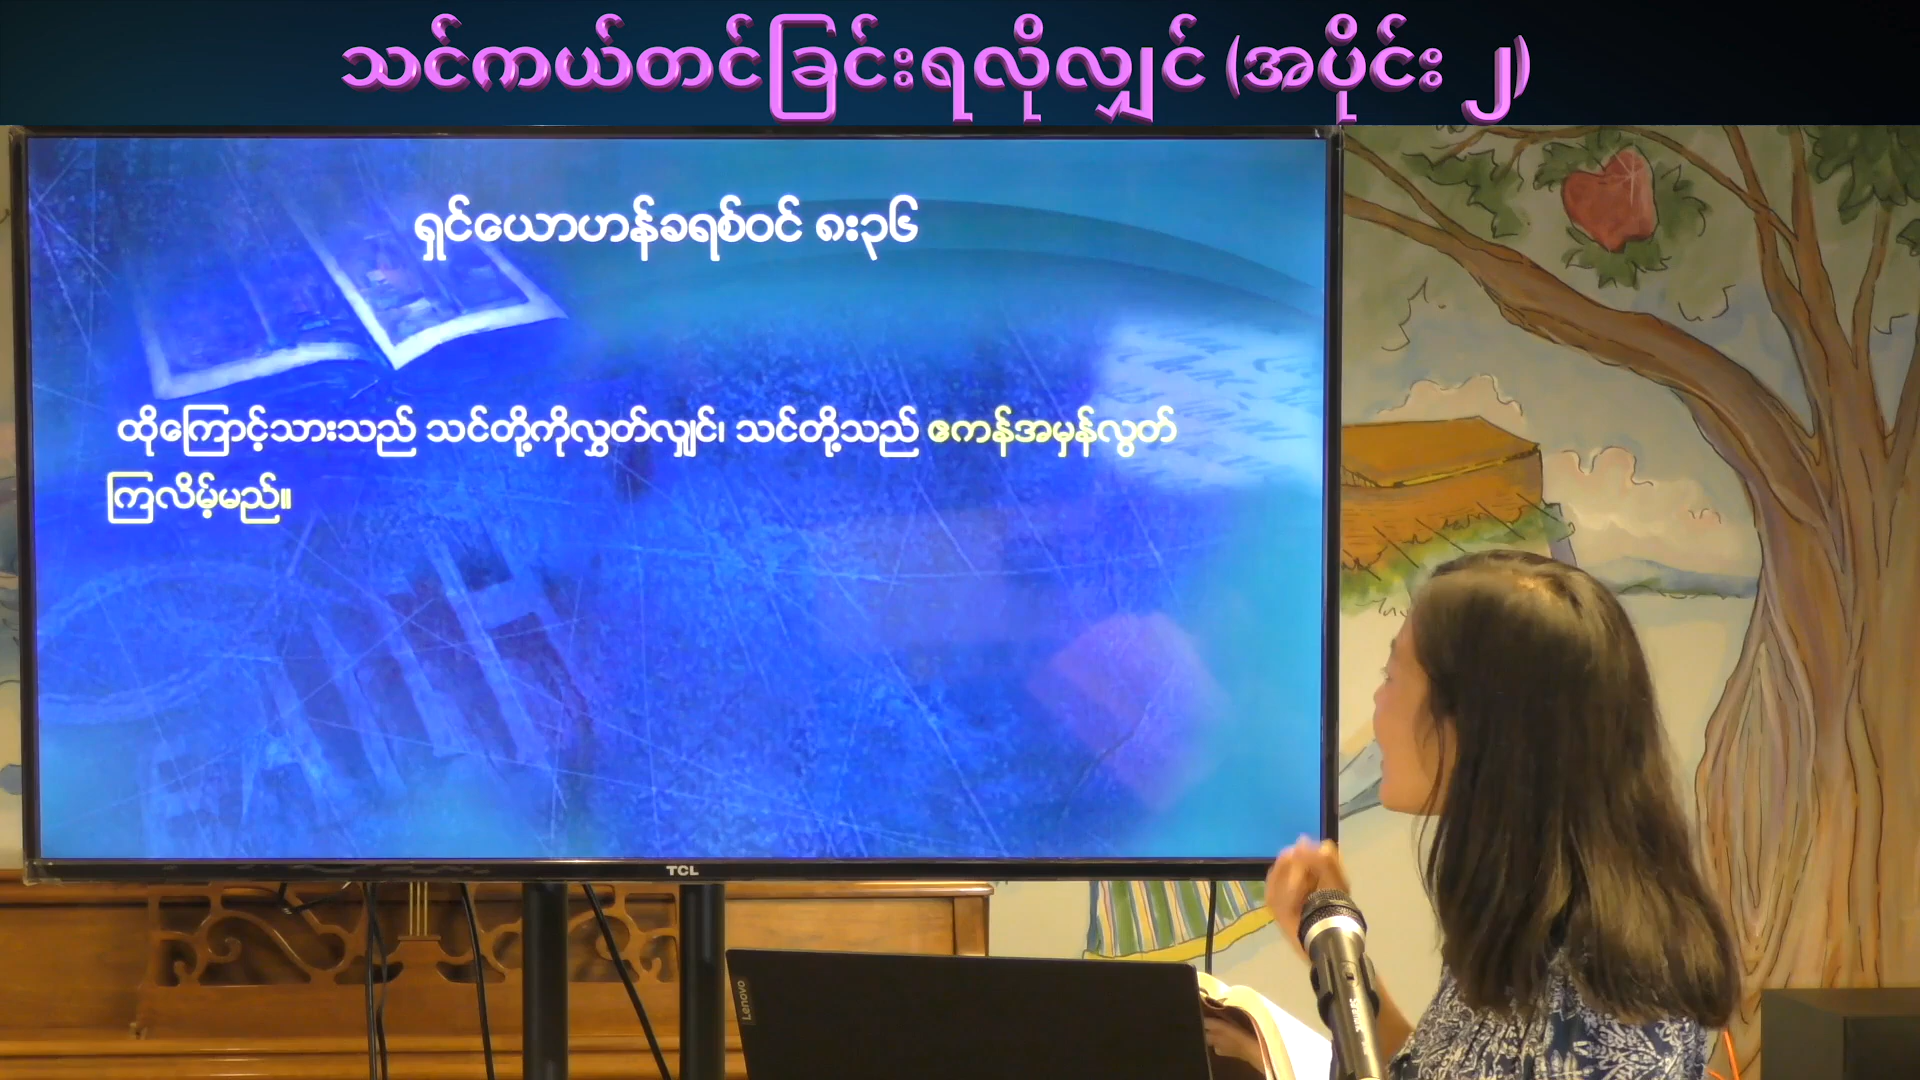 သင်ကယ်တင်ခြင်းရလိုလျှင် (အပိုင်း ၂)
ရှင်ယောဟန်ခရစ်ဝင် ၈း၃၆
ထိုကြောင့်သားသည် သင်တို့ကိုလွှတ်လျှင်၊ သင်တို့သည် ဧကန်အမှန်လွတ်
ကြလိမ့်မည်။
TCL
Lenovo